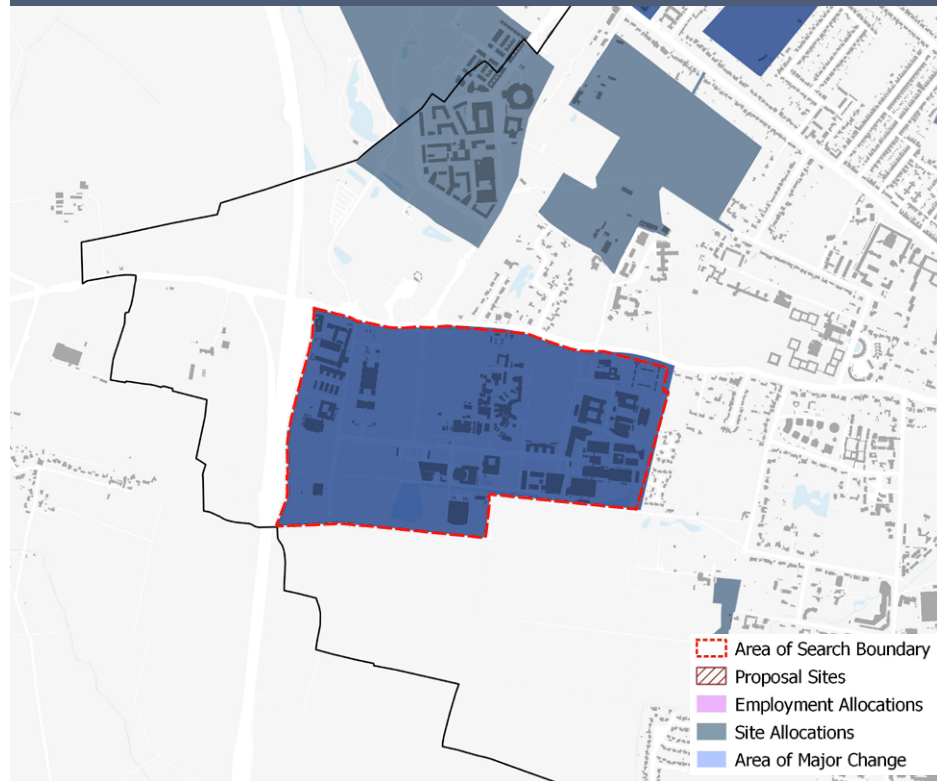 Area of Search Boundary
Proposal Sites
Employment Allocations
Site Allocations
Area of Major Change